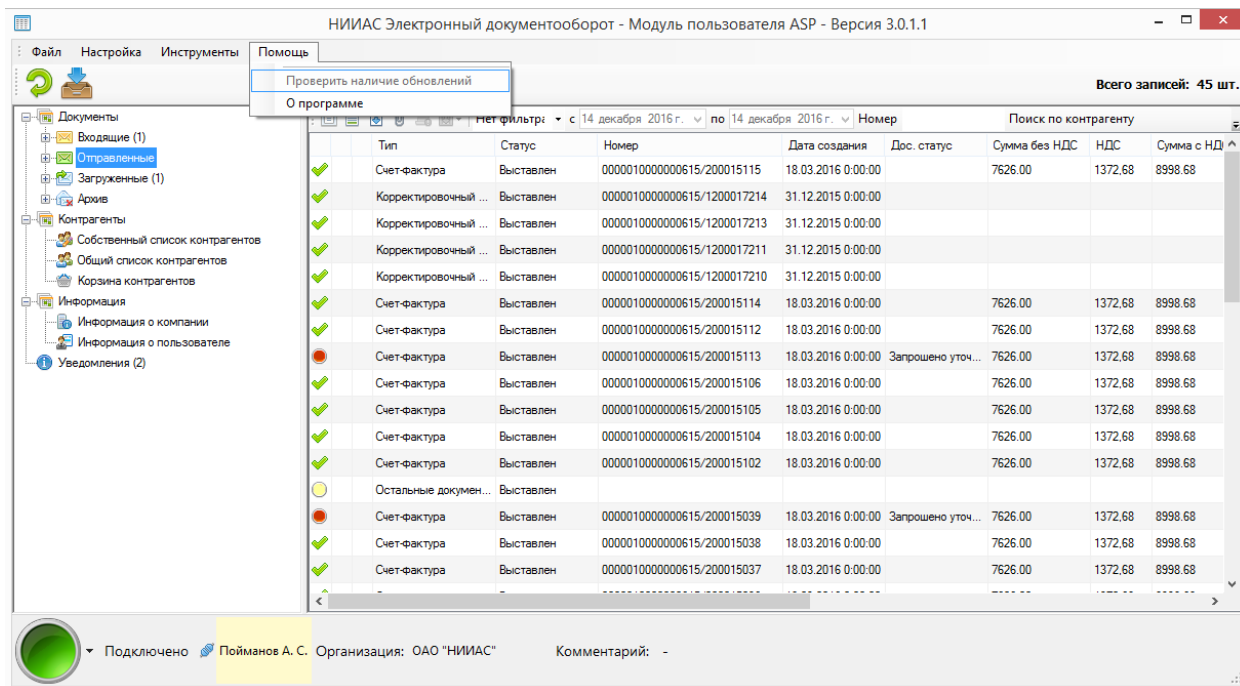 НИИАС Электронный документооборот - Модуль пользователя ASP - Версия 3.0.1.1
Файл Настройка Инструменты Помощь
Проверить наличие обновлений
О программе
Всего записей: 45 шт.
Документы
Входящие (1)
Отправленные
Загруженные (1)
Архив
Контрагенты
Собственный список контрагентов
Общий список контрагентов
Корзина контрагентов
Информация
Информация о компании
Информация о пользователе
Уведомления (2)
Нет фильтра с 14 декабря 2016 г. по 14 декабря 2016 г. Номер Поиск по контрагенту
Тип Статус Номер Дата создания Дос. статус Сумма без НДС НДС Сумма с НД
Счет-фактура Выставлен 0000010000000615/200015115 18.03.2016 0:00:00 7626.00 1372,68 8998.68
Корректировочный ... Выставлен 0000010000000615/1200017214 31.12.2015 0:00:00
Корректировочный ... Выставлен 0000010000000615/1200017213 31.12.2015 0:00:00
Корректировочный ... Выставлен 0000010000000615/1200017211 31.12.2015 0:00:00
Корректировочный ... Выставлен 0000010000000615/1200017210 31.12.2015 0:00:00
Счет-фактура Выставлен 0000010000000615/200015114 18.03.2016 0:00:00 7626.00 1372,68 8998.68
Счет-фактура Выставлен 0000010000000615/200015112 18.03.2016 0:00:00 7626.00 1372,68 8998.68
Счет-фактура Выставлен 0000010000000615/200015113 18.03.2016 0:00:00 Запрошено уточ... 7626.00 1372,68 8998.68
Счет-фактура Выставлен 0000010000000615/200015106 18.03.2016 0:00:00 7626.00 1372,68 8998.68
Счет-фактура Выставлен 0000010000000615/200015105 18.03.2016 0:00:00 7626.00 1372,68 8998.68
Счет-фактура Выставлен 0000010000000615/200015104 18.03.2016 0:00:00 7626.00 1372,68 8998.68
Счет-фактура Выставлен 0000010000000615/200015102 18.03.2016 0:00:00 7626.00 1372,68 8998.68
Остальные докумен... Выставлен
Счет-фактура Выставлен 0000010000000615/200015039 18.03.2016 0:00:00 Запрошено уточ... 7626.00 1372,68 8998.68
Счет-фактура Выставлен 0000010000000615/200015038 18.03.2016 0:00:00 7626.00 1372,68 8998.68
Счет-фактура Выставлен 0000010000000615/200015037 18.03.2016 0:00:00 7626.00 1372,68 8998.68
Подключено Пойманов А. С. Организация: ОАО "НИИАС" Комментарий: -